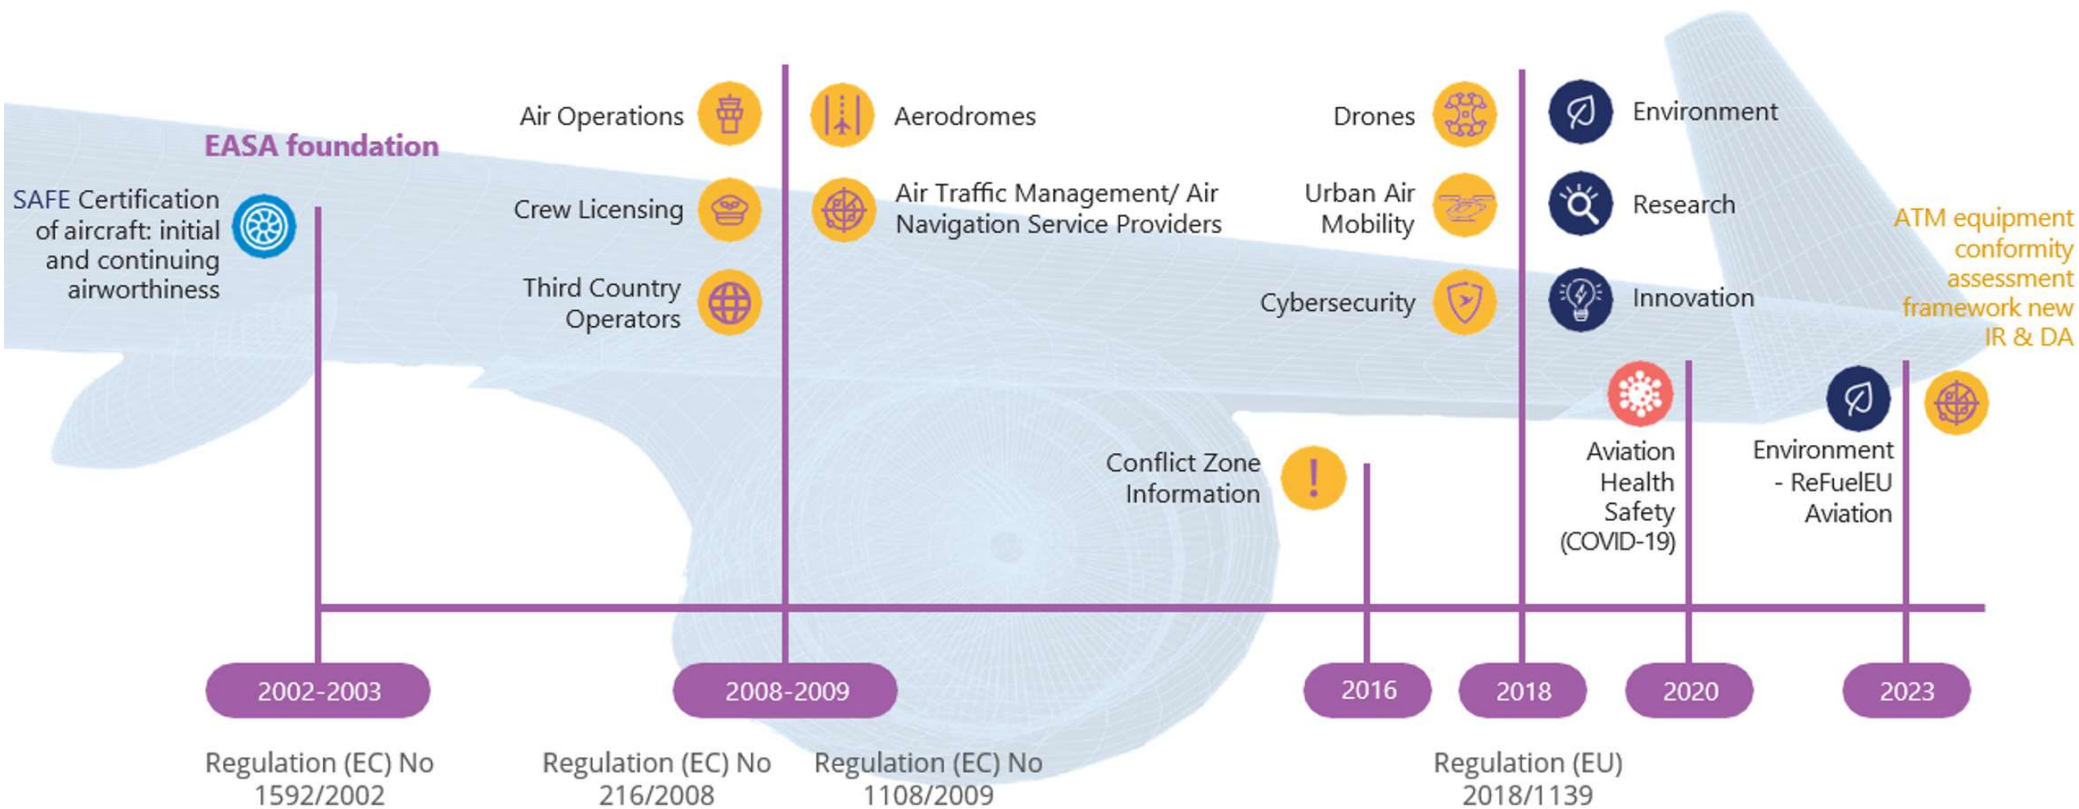 EASA foundation
SAFE Certification
of aircraft: initial
and continuing
airworthiness
Air Operations
Crew Licensing
Third Country
Operators
Aerodromes
Air Traffic Management/ Air
Navigation Service Providers
Conflict Zone
Information
Drones
Urban Air
Mobility
Cybersecurity
Environment
Research
Innovation
Aviation
Health
Safety
(COVID-19)
Environment
- ReFuelEU
Aviation
ATM equipment
conformity
assessment
framework new
IR & DA
2002-2003
2008-2009
2016
2018
2020
2023
Regulation (EC) No
1592/2002
Regulation (EC) No
216/2008
Regulation (EC) No
1108/2009
Regulation (EU)
2018/1139